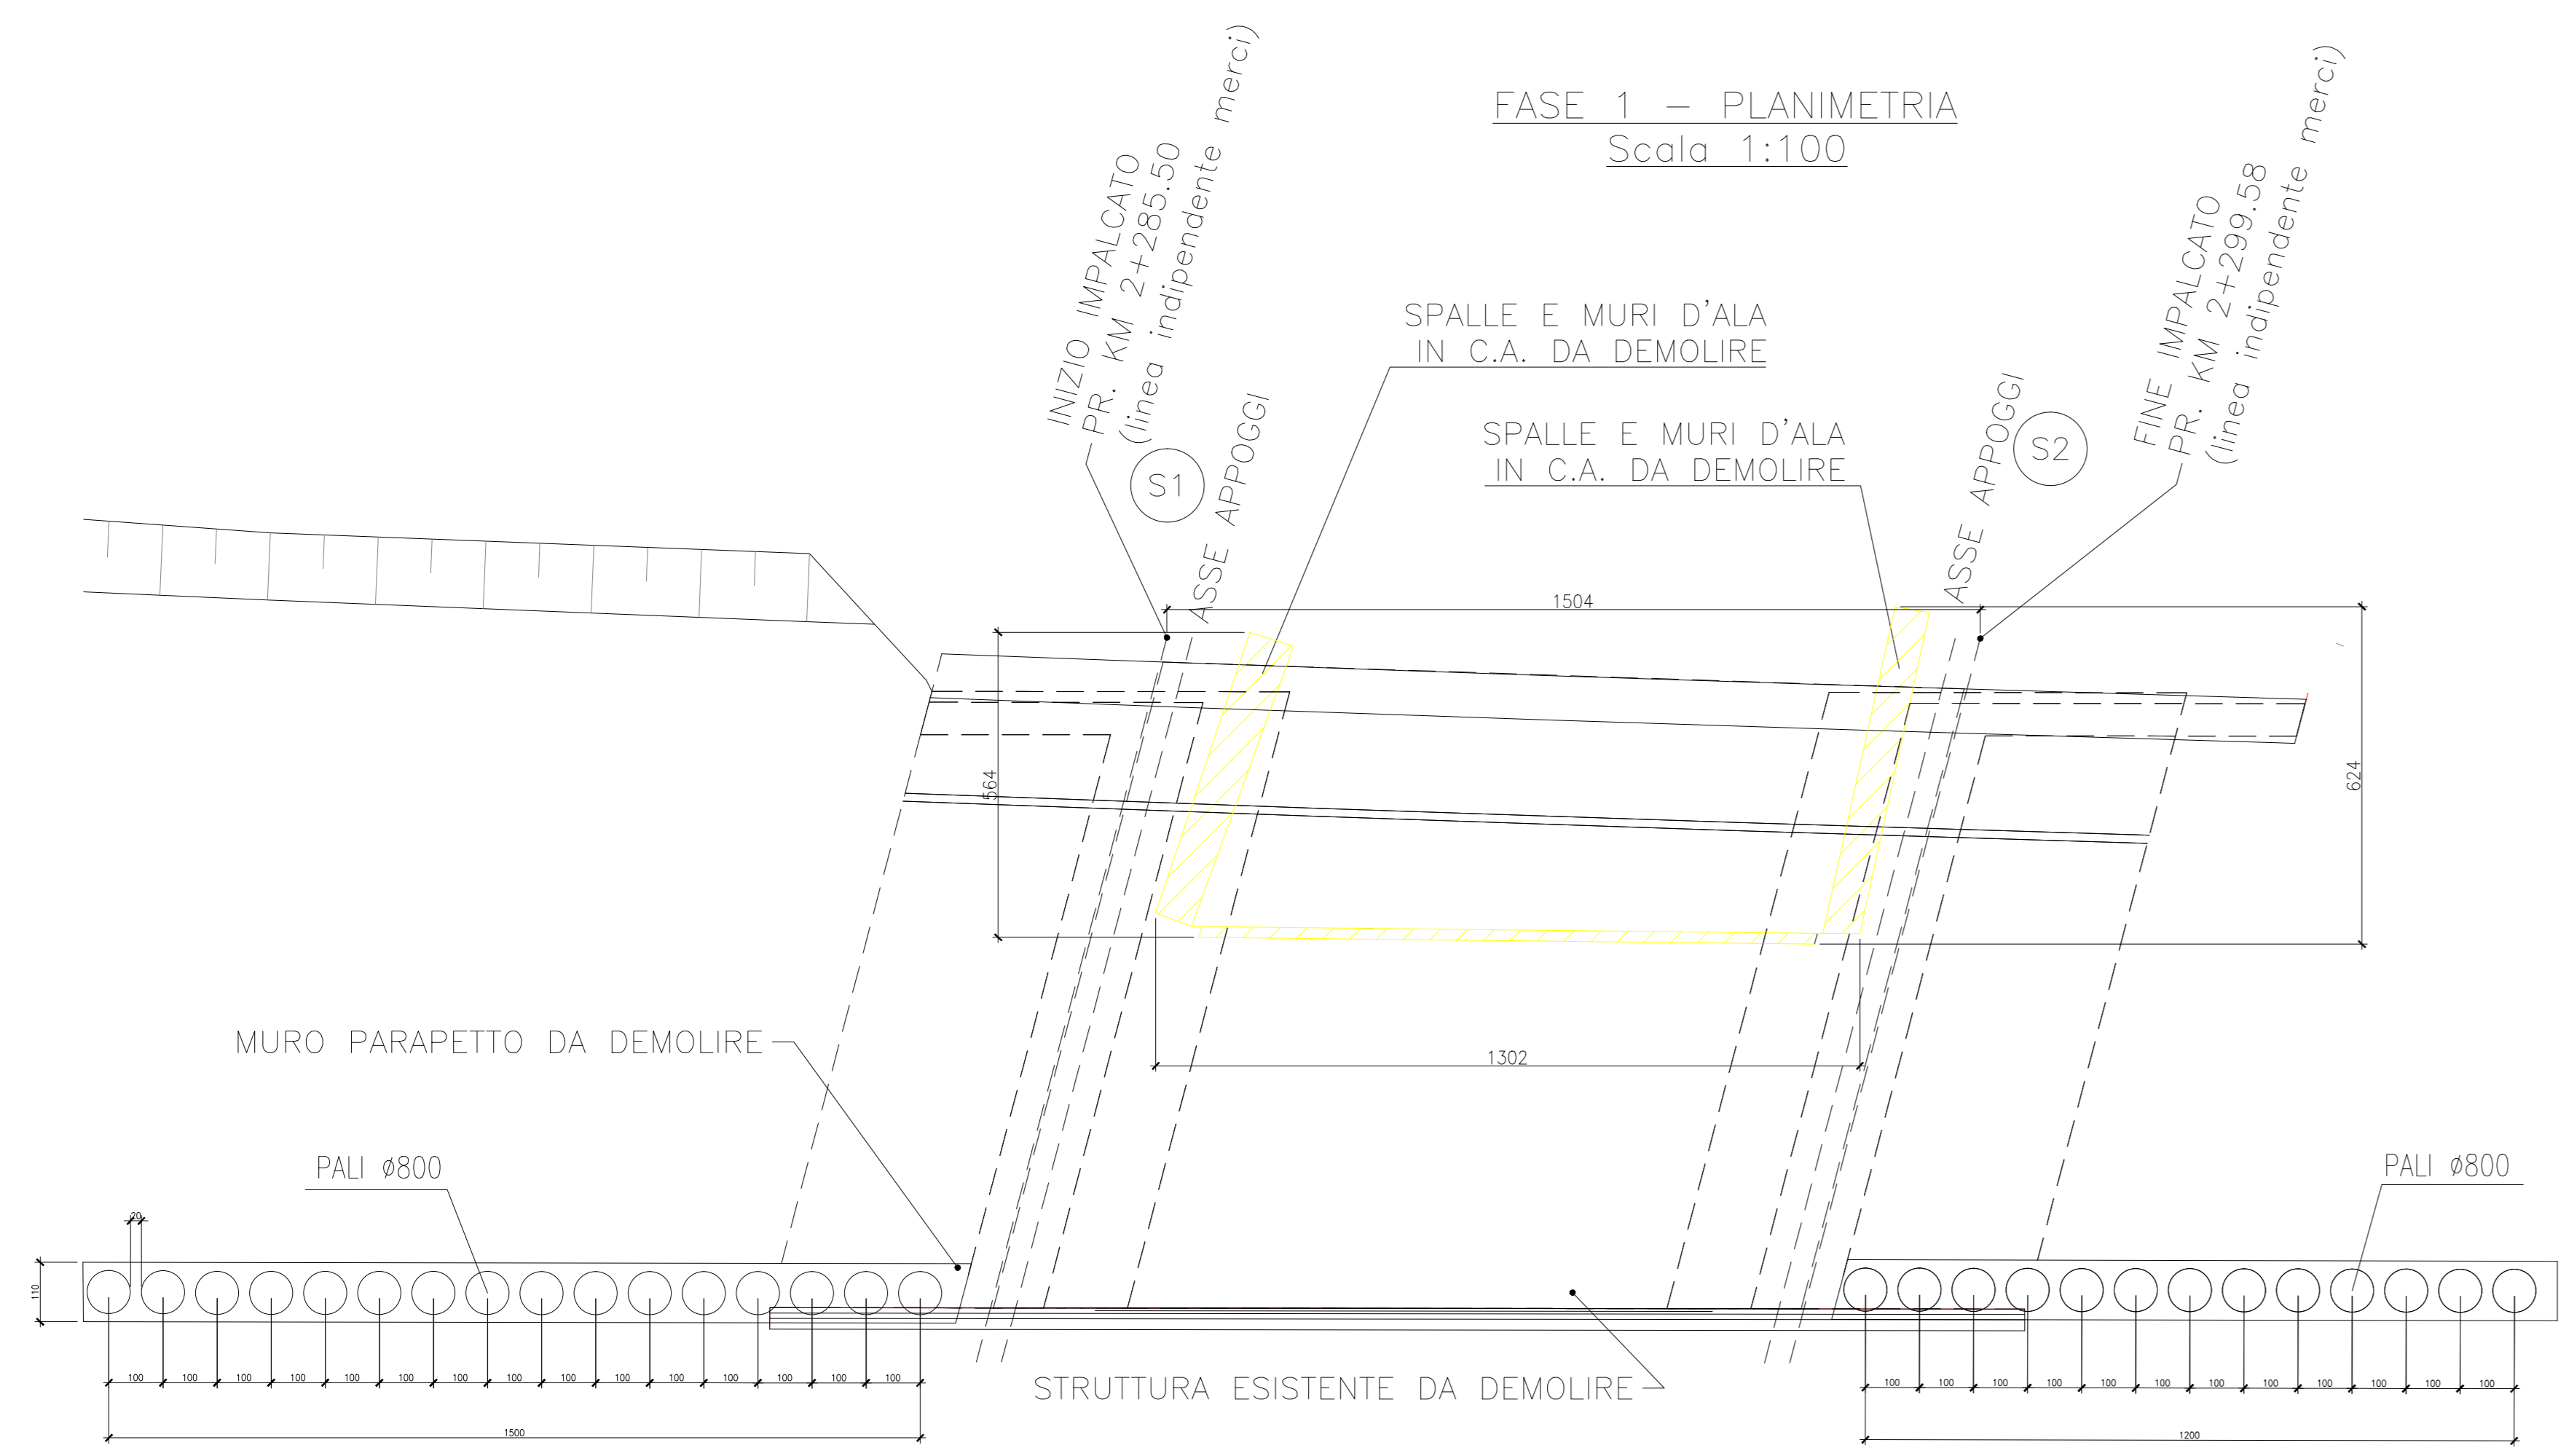 FASE 1 – PLANIMETRIA
Scala 1:100
INIZIO IMPALCATO
PR. KM 2+285.50
(linea indipendente merci)
S1
ASSE APPOGGI
SPALLE E MURI D'ALA
IN C.A. DA DEMOLIRE
SPALLE E MURI D'ALA
IN C.A. DA DEMOLIRE
ASSE APPOGGI
S2
FINE IMPALCATO
PR. KM 2+299.58
(linea indipendente merci)
1504
564
624
1302
MURO PARAPETTO DA DEMOLIRE
PALI ø800
PALI ø800
20
110
STRUTTURA ESISTENTE DA DEMOLIRE
100 100 100 100 100 100 100 100 100 100 100 100 100 100 100
1500
100 100 100 100 100 100 100 100 100 100 100 100
1200